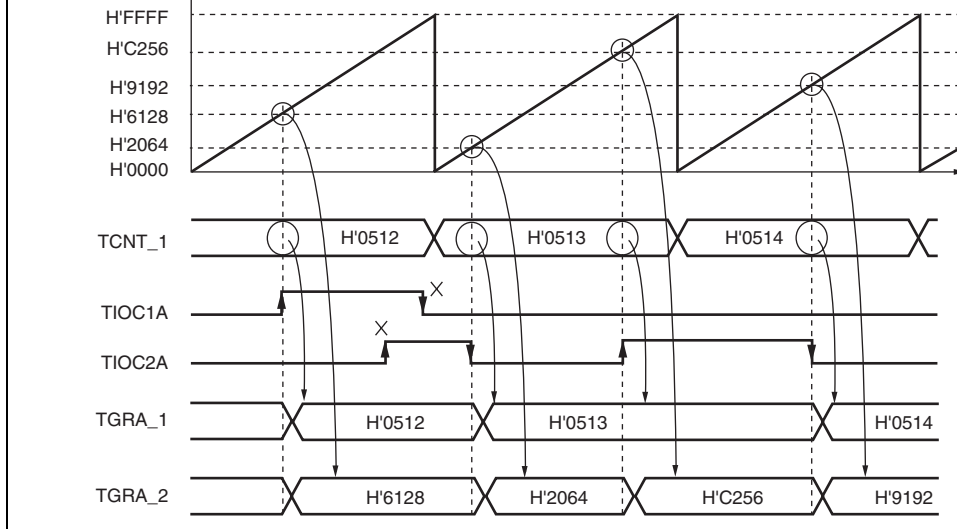 H'FFFF
H'C256
H'9192
H'6128
H'2064
H'0000
TCNT_1 H'0512 H'0513 H'0514
TIOC1A
TIOC2A
TGRA_1 H'0512 H'0513 H'0514
TGRA_2 H'6128 H'2064 H'C256 H'9192